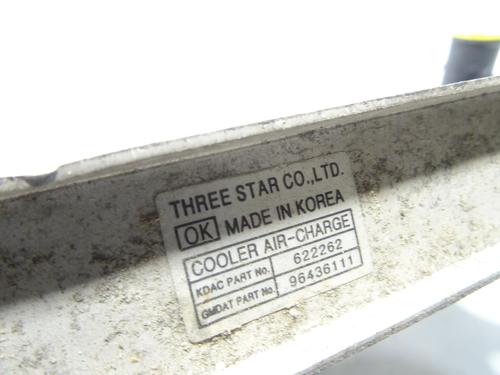 THREE STAR CO.,LTD.
OK MADE IN KOREA
COOLER AIR-CHARGE
KDAC PART No. 622262
GMDAT PART No. 96436111